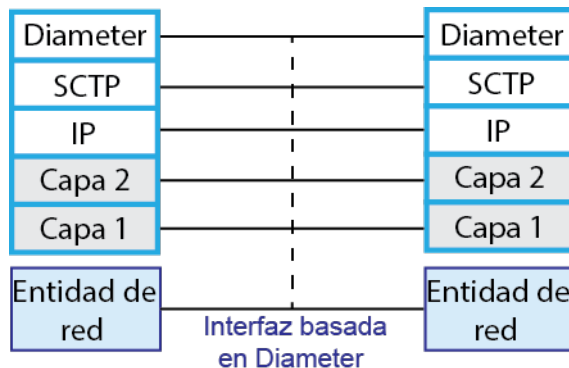 Diameter
SCTP
IP
Capa 2
Capa 1
Entidad de
red
Diameter
SCTP
IP
Capa 2
Capa 1
Entidad de
red
Interfaz basada
en Diameter